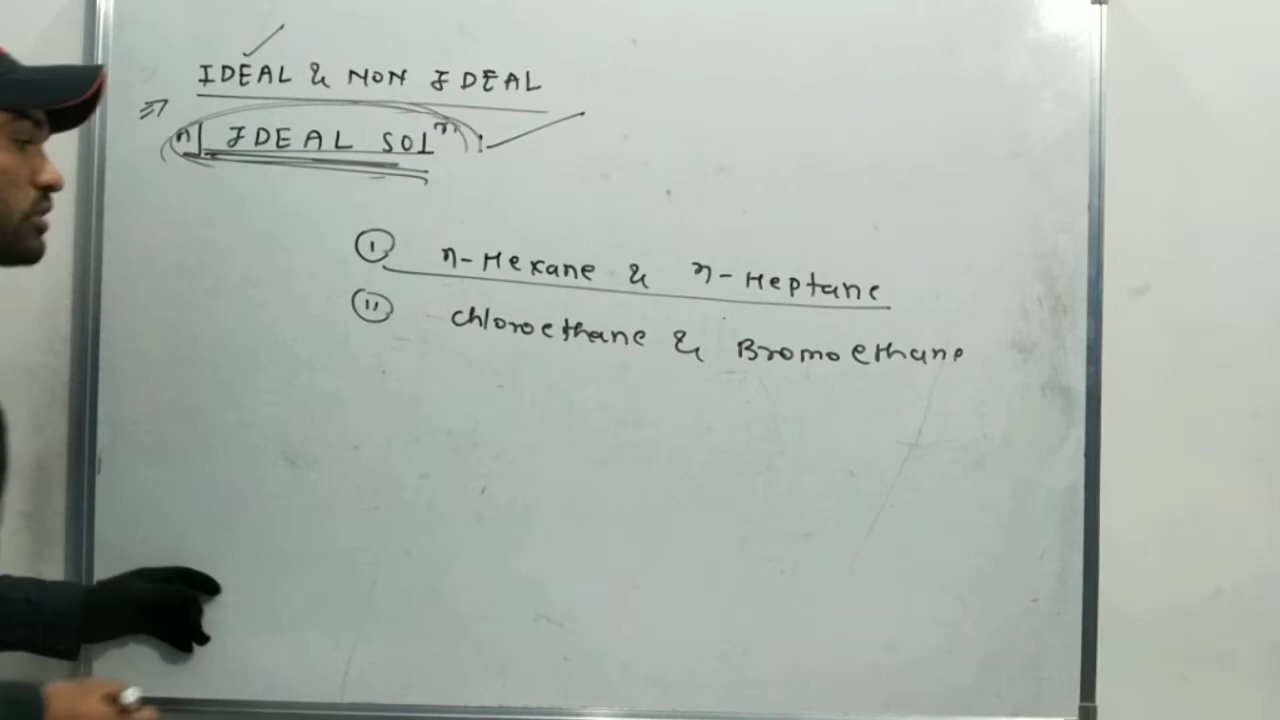 IDEAL & NON IDEAL
⇒ A] IDEAL SOLⁿ :
(i) n-Hexane & n-Heptane
(ii) chloroethane & Bromoethane